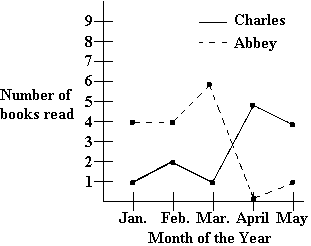 9
8
7
6
5
4
3
2
1
Charles
Abbey
Number of
books read
Jan. Feb. Mar. April May
Month of the Year